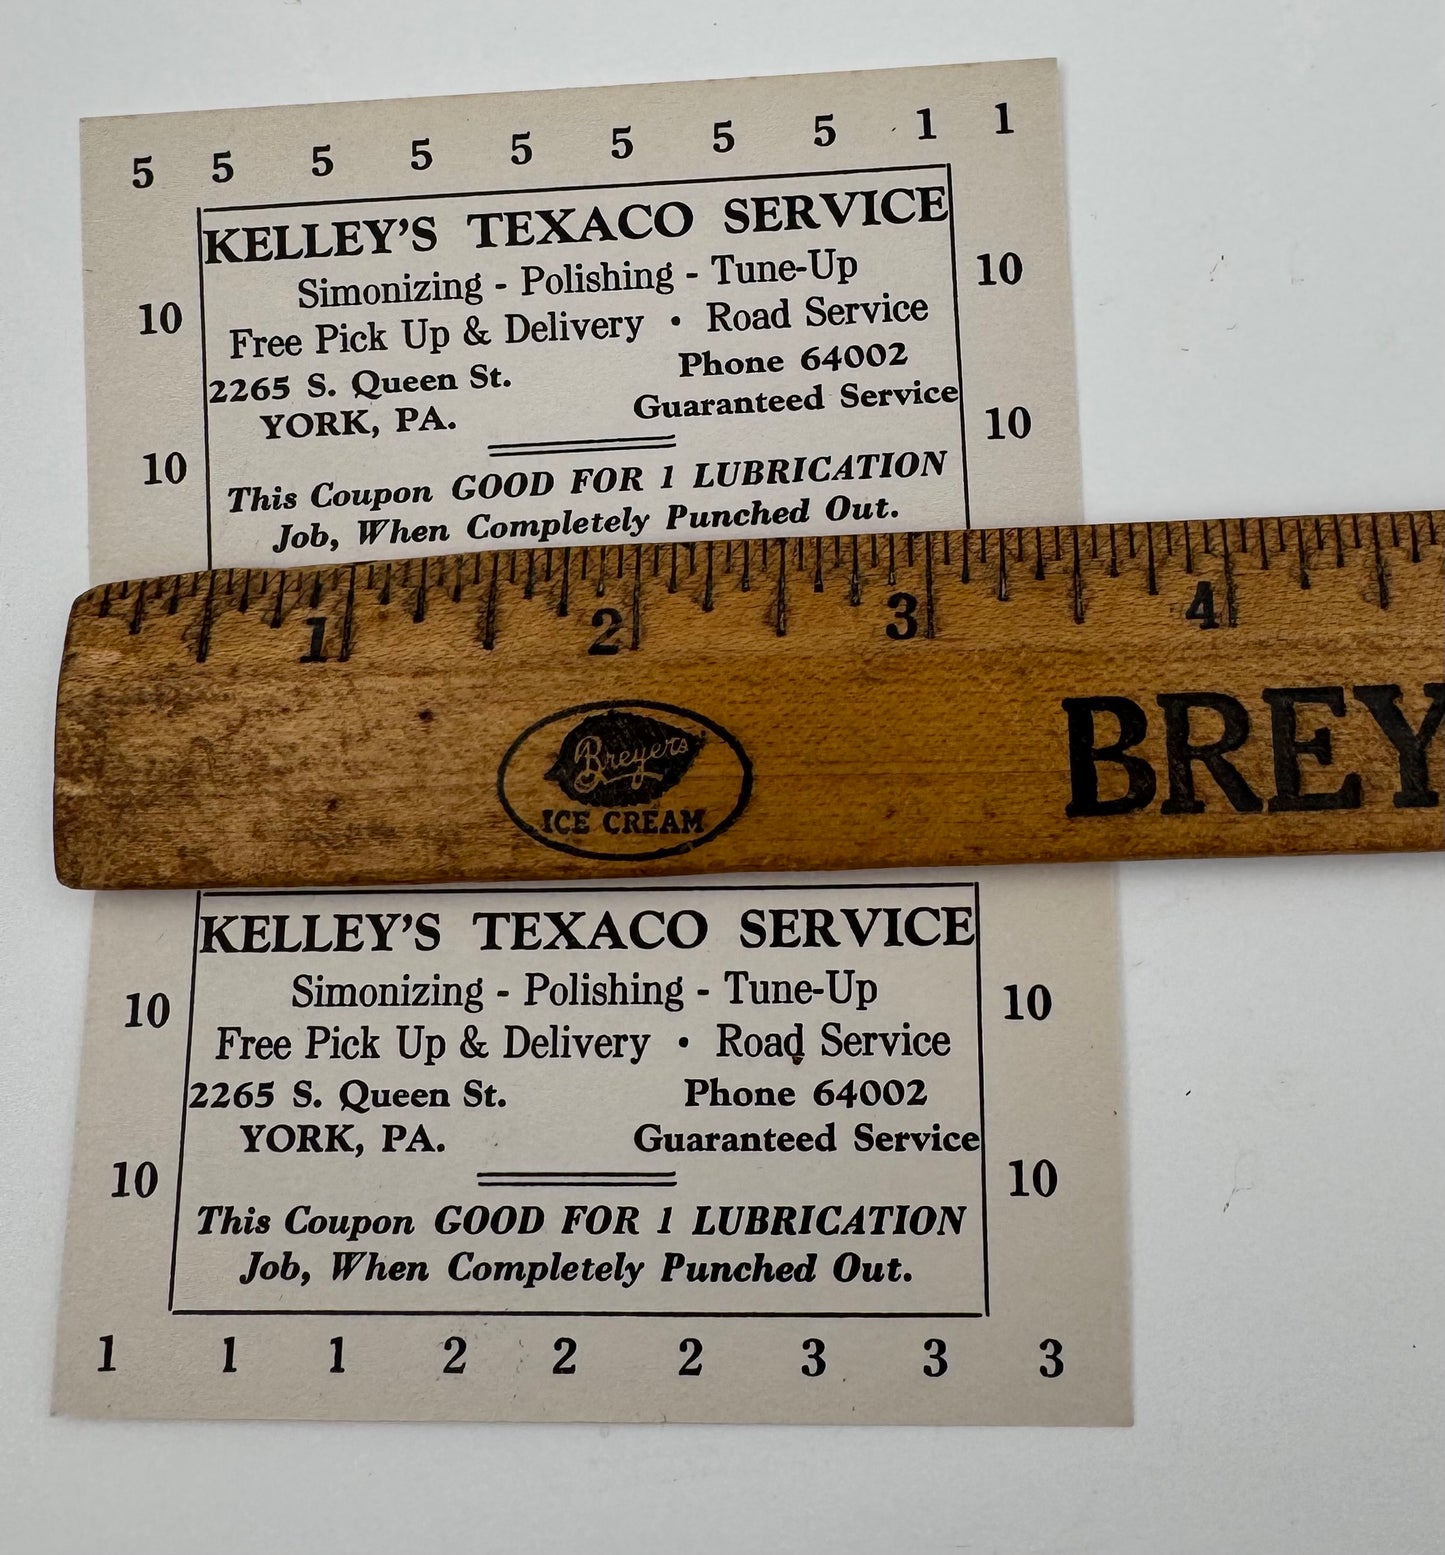 5 5 5 5 5 5 5 5 1 1
KELLEY'S TEXACO SERVICE
Simonizing - Polishing - Tune-Up
Free Pick Up & Delivery • Road Service
2265 S. Queen St. Phone 64002
YORK, PA. Guaranteed Service
10 10
10 10
This Coupon GOOD FOR 1 LUBRICATION
Job, When Completely Punched Out.
1 2 3 4
Breyers
ICE CREAM
BREY
KELLEY'S TEXACO SERVICE
Simonizing - Polishing - Tune-Up
10 10
Free Pick Up & Delivery • Road Service
2265 S. Queen St. Phone 64002
YORK, PA. Guaranteed Service
10 10
This Coupon GOOD FOR 1 LUBRICATION
Job, When Completely Punched Out.
1 1 1 2 2 2 3 3 3